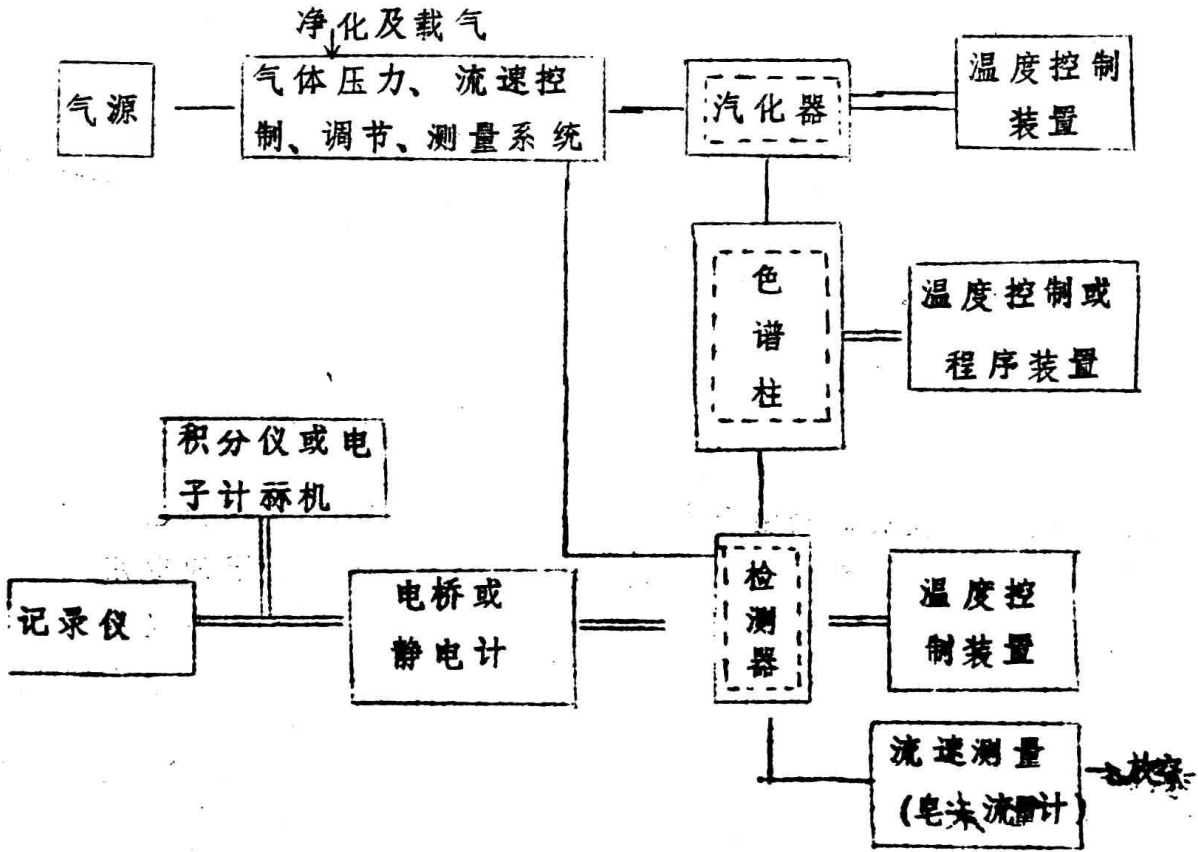 净化及载气
气源
气体压力、流速控
制、调节、测量系统
汽化器
温度控制
装置
色
谱
柱
温度控制或
程序装置
积分仪或电
子计祘机
记录仪
电桥或
静电计
检
测
器
温度控
制装置
流速测量
(皂沫流量计)
放空